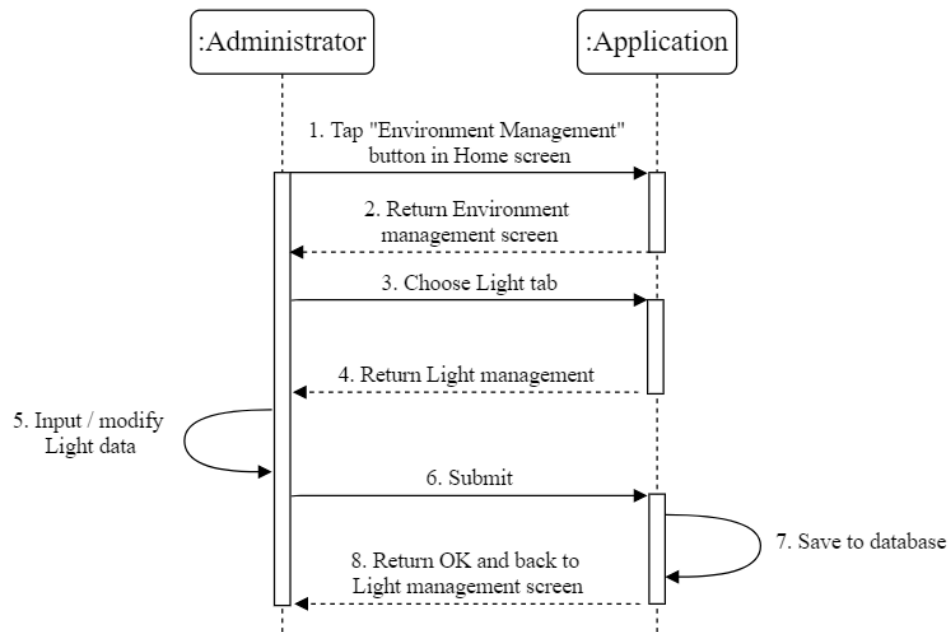 :Administrator
:Application
1. Tap "Environment Management"
button in Home screen
2. Return Environment
management screen
3. Choose Light tab
4. Return Light management
5. Input / modify
Light data
6. Submit
7. Save to database
8. Return OK and back to
Light management screen